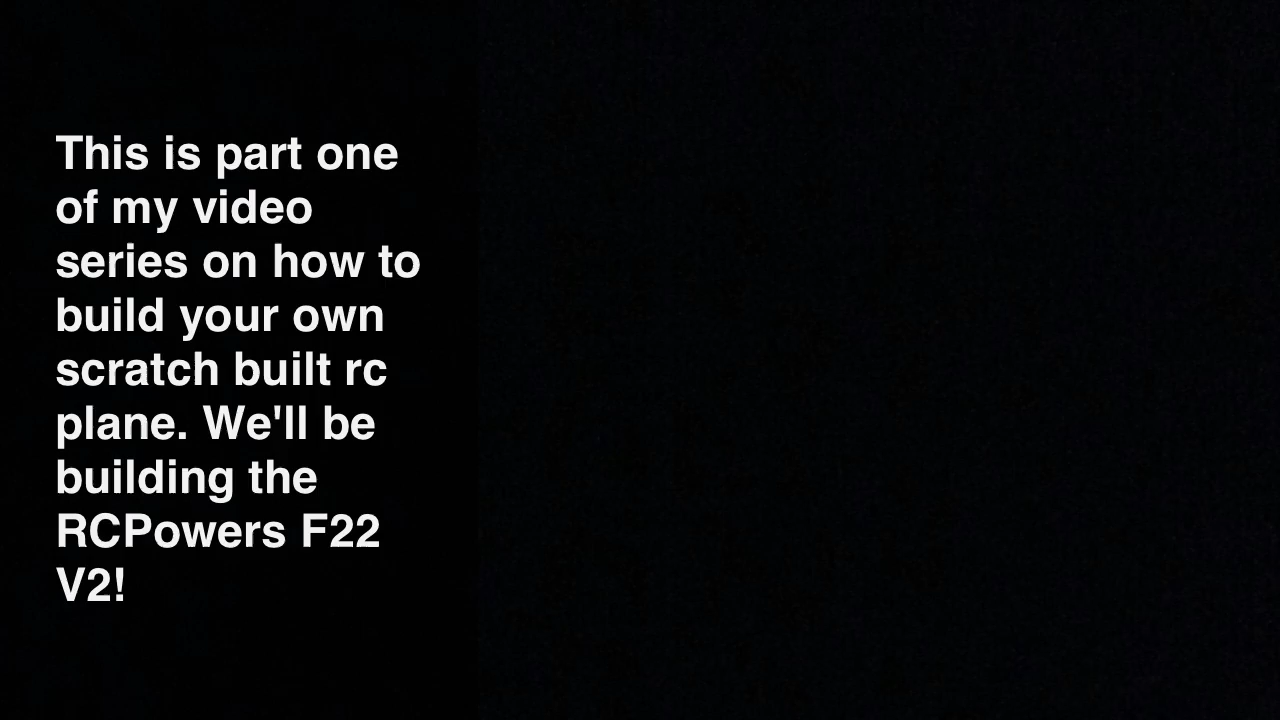 This is part one
of my video
series on how to
build your own
scratch built rc
plane. We'll be
building the
RCPowers F22
V2!